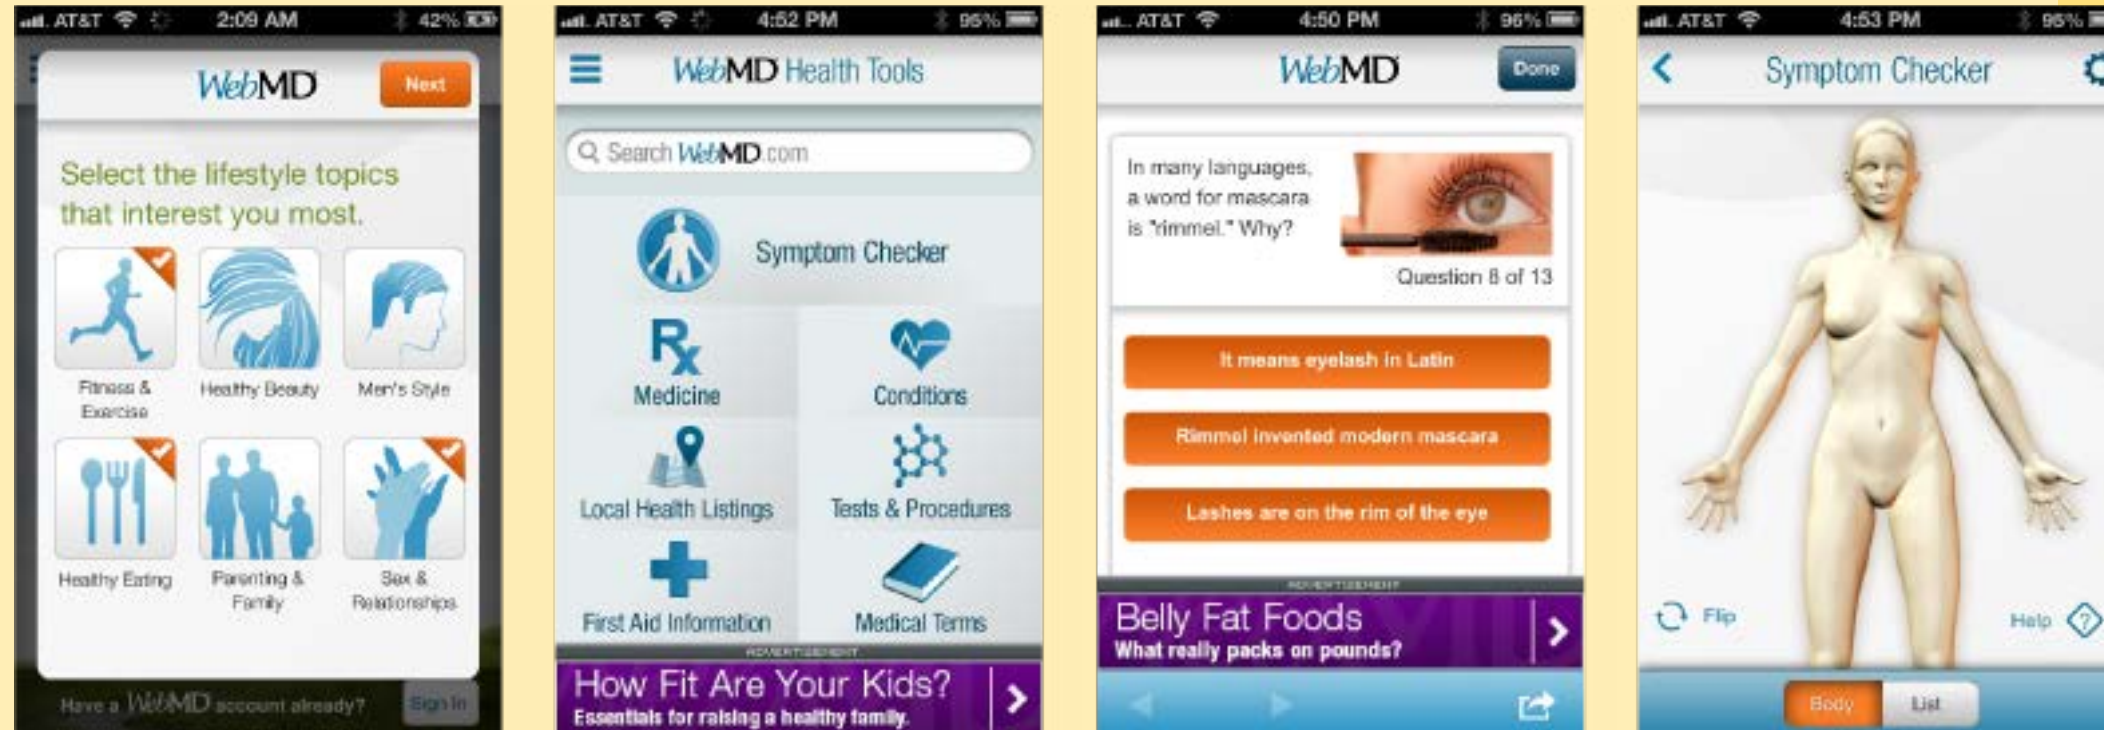 AT&T 2:09 AM 42%
WebMD Next
Select the lifestyle topics
that interest you most.
Fitness &
Exercise
Healthy Beauty
Men's Style
Healthy Eating
Parenting &
Family
Sex &
Relationships
Have a WebMD account already? Sign In
AT&T 4:52 PM 95%
WebMD Health Tools
Search WebMD.com
Symptom Checker
Rx
Medicine
Conditions
Local Health Listings
Tests & Procedures
First Aid Information
Medical Terms
ADVERTISEMENT
How Fit Are Your Kids?
Essentials for raising a healthy family.
AT&T 4:50 PM 96%
WebMD Done
In many languages,
a word for mascara
is "rimmel." Why?
Question 8 of 13
It means eyelash in Latin
Rimmel invented modern mascara
Lashes are on the rim of the eye
ADVERTISEMENT
Belly Fat Foods
What really packs on pounds?
AT&T 4:53 PM 95%
Symptom Checker
Flip
Help ?
Body List